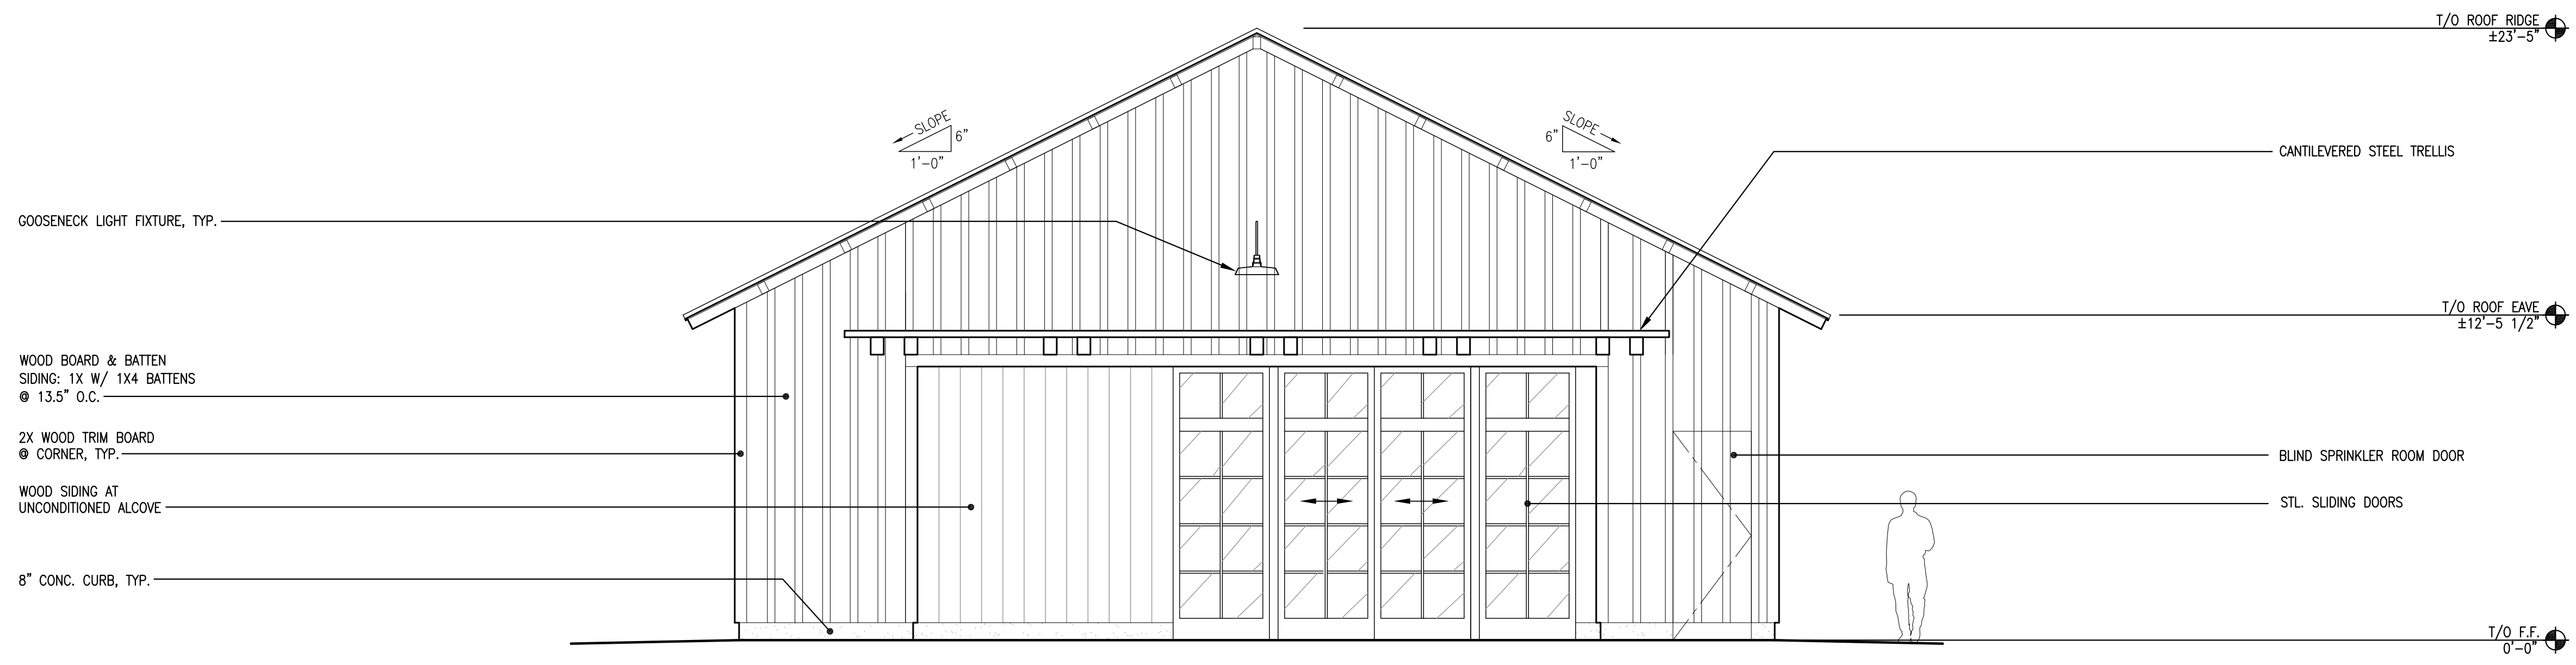 T/O ROOF RIDGE
±23'-5"
SLOPE
6"
1'-0"
SLOPE
6"
1'-0"
CANTILEVERED STEEL TRELLIS
GOOSENECK LIGHT FIXTURE, TYP.
T/O ROOF EAVE
±12'-5 1/2"
WOOD BOARD & BATTEN
SIDING: 1X W/ 1X4 BATTENS
@ 13.5" O.C.
2X WOOD TRIM BOARD
@ CORNER, TYP.
BLIND SPRINKLER ROOM DOOR
WOOD SIDING AT
UNCONDITIONED ALCOVE
STL. SLIDING DOORS
8" CONC. CURB, TYP.
T/O F.F.
0'-0"